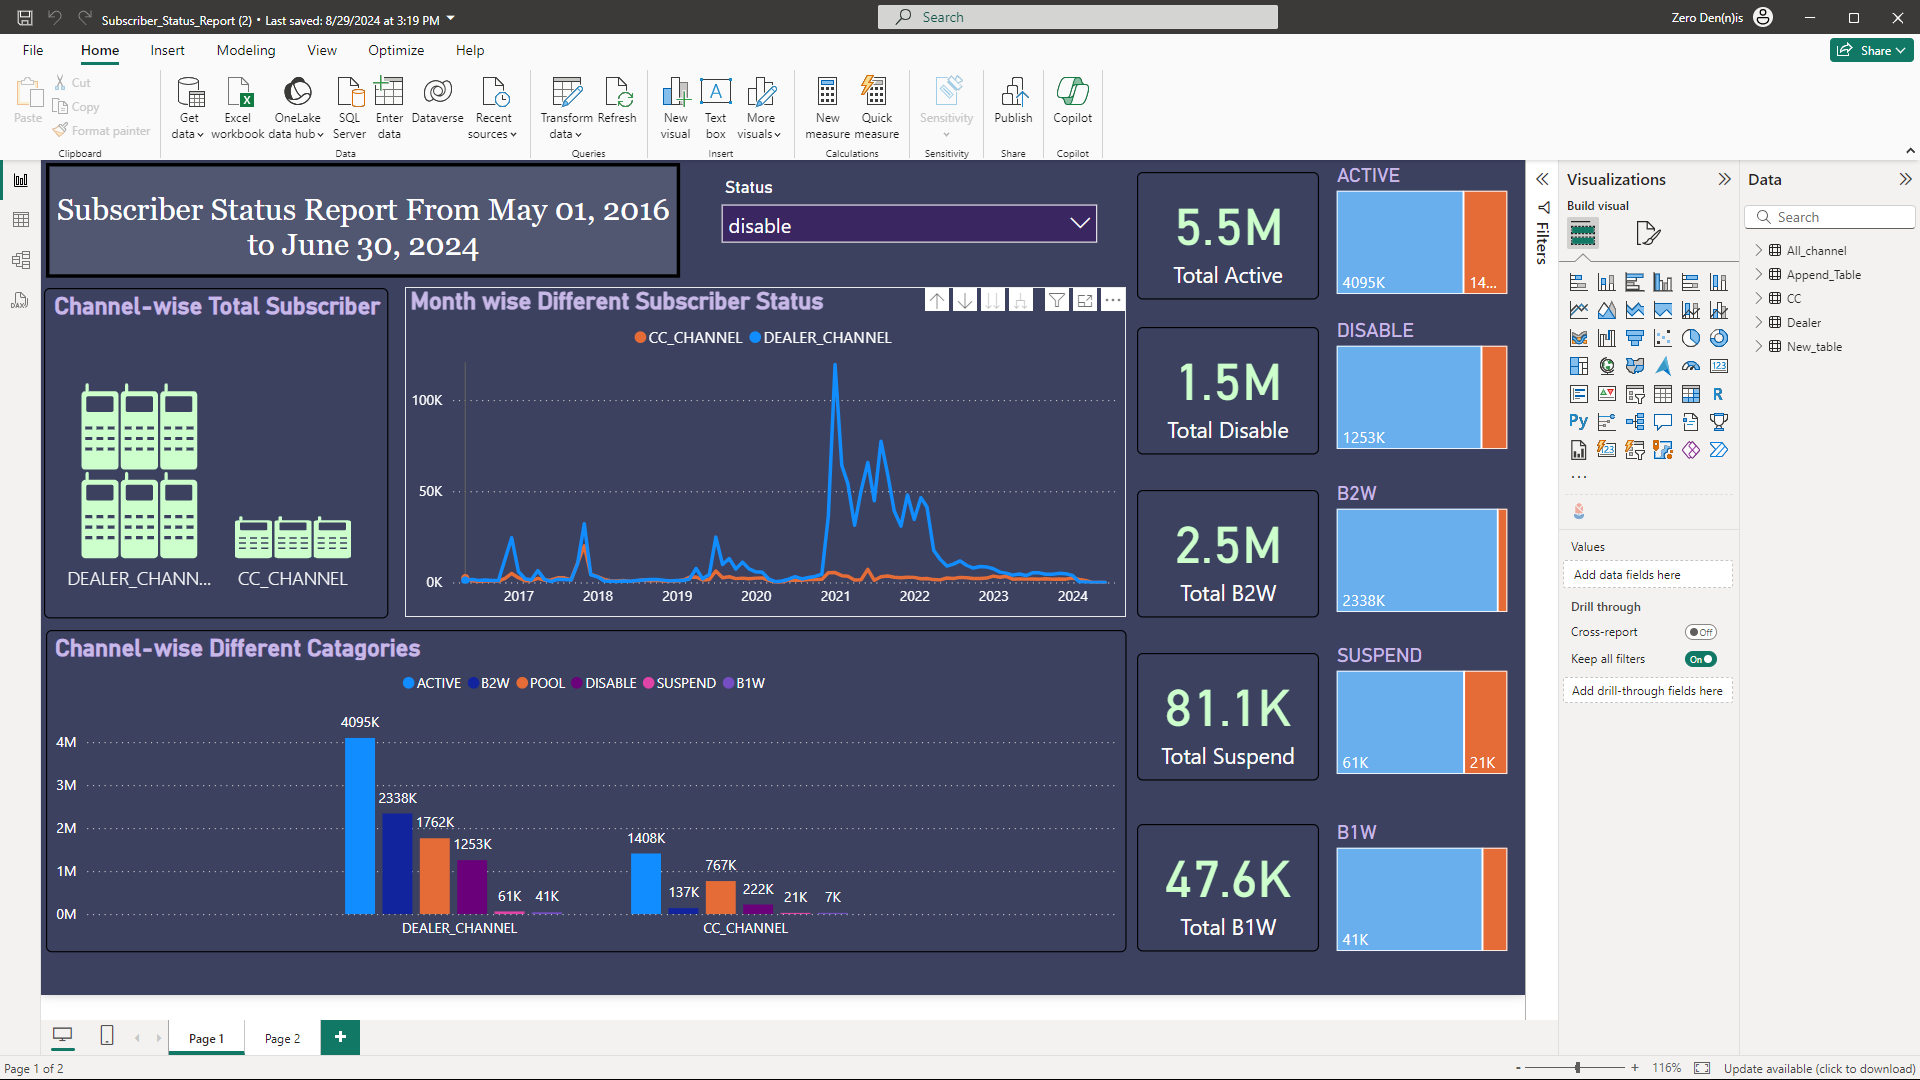 Subscriber_Status_Report (2) • Last saved: 8/29/2024 at 3:19 PM
Search
Zero Den(n)is
File Home Insert Modeling View Optimize Help
Share
Paste
Cut
Copy
Format painter
Clipboard
Get data
Excel workbook
OneLake data hub
SQL Server
Enter data
Dataverse
Recent sources
Data
Transform data
Refresh
Queries
New visual
Text box
More visuals
Insert
New measure
Quick measure
Calculations
Sensitivity
Sensitivity
Publish
Share
Copilot
Copilot
Subscriber Status Report From May 01, 2016
to June 30, 2024
Status
disable
Channel-wise Total Subscriber
DEALER_CHANN...
CC_CHANNEL
Month wise Different Subscriber Status
CC_CHANNEL DEALER_CHANNEL
100K
50K
0K
2017 2018 2019 2020 2021 2022 2023 2024
Channel-wise Different Catagories
ACTIVE B2W POOL DISABLE SUSPEND B1W
4M
3M
2M
1M
0M
4095K
2338K
1762K
1253K
61K
41K
1408K
137K
767K
222K
21K
7K
DEALER_CHANNEL
CC_CHANNEL
5.5M
Total Active
1.5M
Total Disable
2.5M
Total B2W
81.1K
Total Suspend
47.6K
Total B1W
ACTIVE
4095K 14...
DISABLE
1253K
B2W
2338K
SUSPEND
61K 21K
B1W
41K
Filters
Visualizations
Build visual
123
R
Py
123
...
Values
Add data fields here
Drill through
Cross-report
Off
Keep all filters
On
Add drill-through fields here
Data
Search
All_channel
Append_Table
CC
Dealer
New_table
DAX
Page 1
Page 2
+
Page 1 of 2
- + 116%
Update available (click to download)